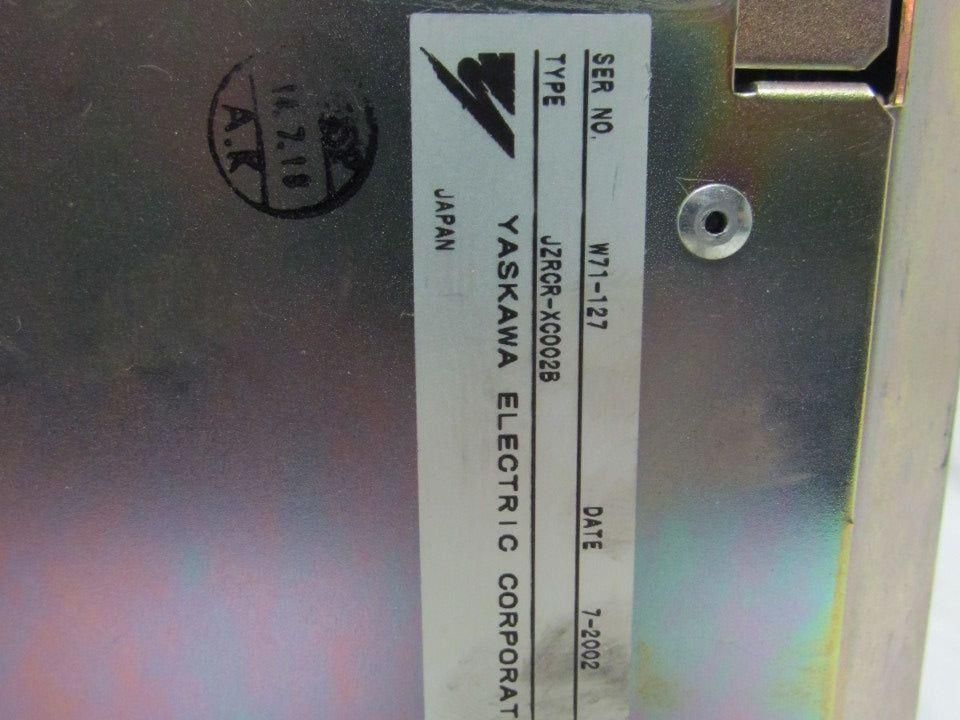 SER NO. W71-127 DATE 7-2002
TYPE JZRCR-XC002B
YASKAWA ELECTRIC CORPORAT
JAPAN
14.7.18
A.K